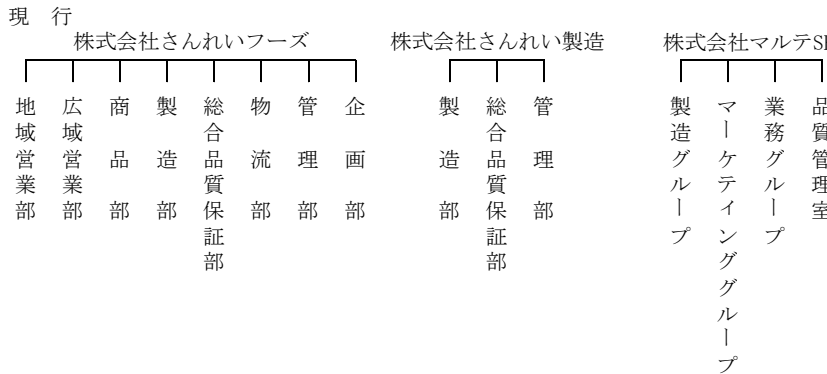 現　行
株式会社さんれいフーズ
株式会社さんれい製造
株式会社マルテSI
地域営業部
広域営業部
商品部
製造部
総合品質保証部
物流部
管理部
企画部
製造部
総合品質保証部
管理部
製造グループ
マーケティンググループ
業務グループ
品質管理室